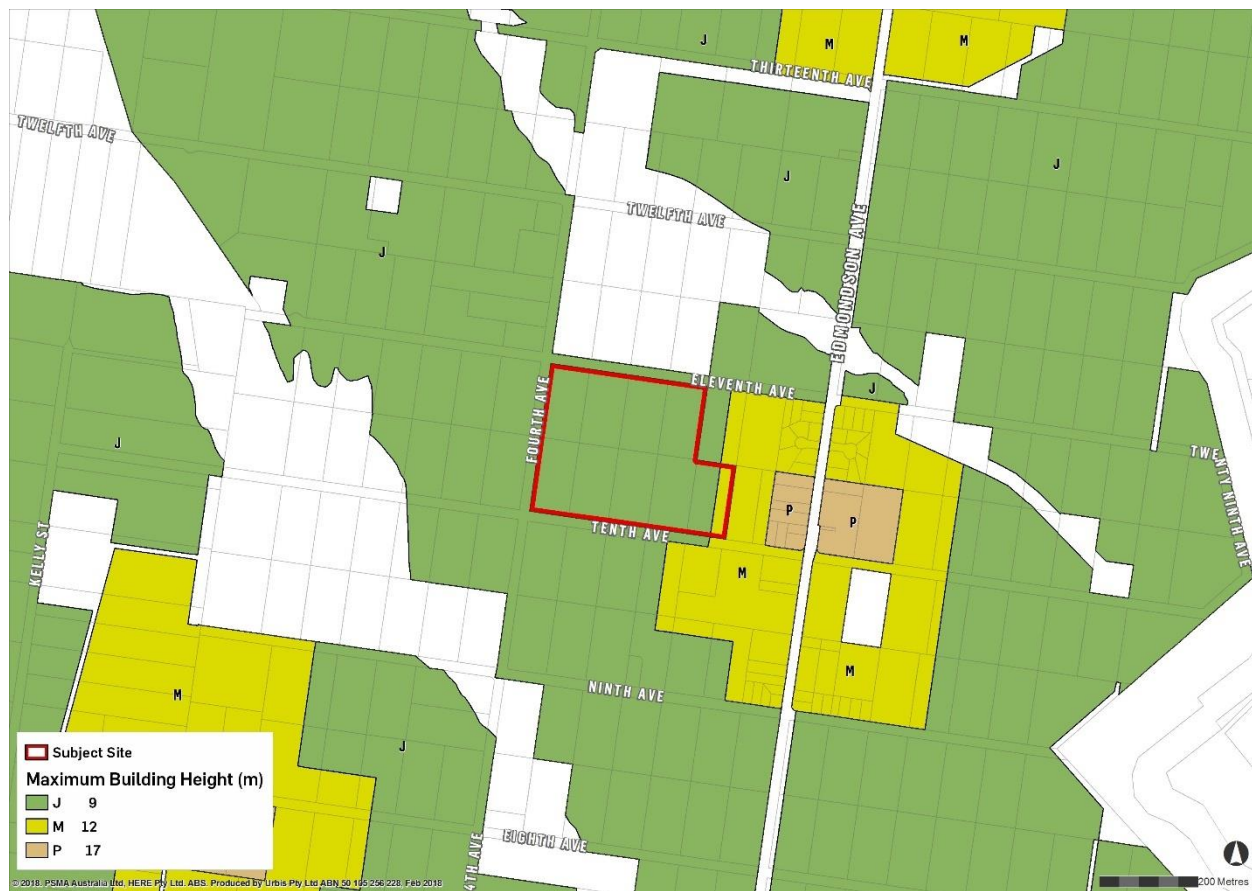 J
M
M
THIRTEENTH AVE
TWELFTH AVE
J
J
TWELFTH AVE
J
EDMONDSON AVE
ELEVENTH AVE
J
FOURTH AVE
J
TWENTY NINTH AVE
P
P
TENTH AVE
KELLY ST
M
M
NINTH AVE
M
J
Subject Site
Maximum Building Height (m)
J 9
M 12
P 17
4TH AVE
EIGHTH AVE
© 2018. PSMA Australia Ltd, HERE Pty Ltd. ABS. Produced by Urbis Pty Ltd ABN 50 105 256 228. Feb 2018
200 Metres